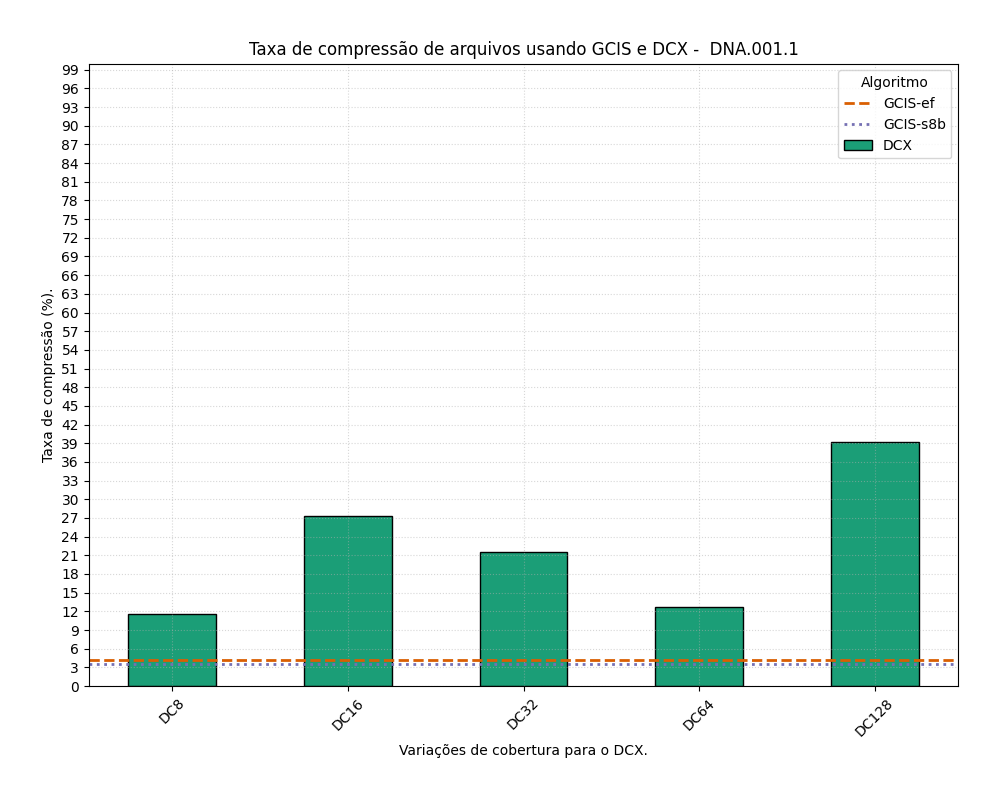 Taxa de compressão de arquivos usando GCIS e DCX -  DNA.001.1
Algoritmo
GCIS-ef
GCIS-s8b
DCX
Taxa de compressão (%).
99
96
93
90
87
84
81
78
75
72
69
66
63
60
57
54
51
48
45
42
39
36
33
30
27
24
21
18
15
12
9
6
3
0
DC8
DC16
DC32
DC64
DC128
Variações de cobertura para o DCX.